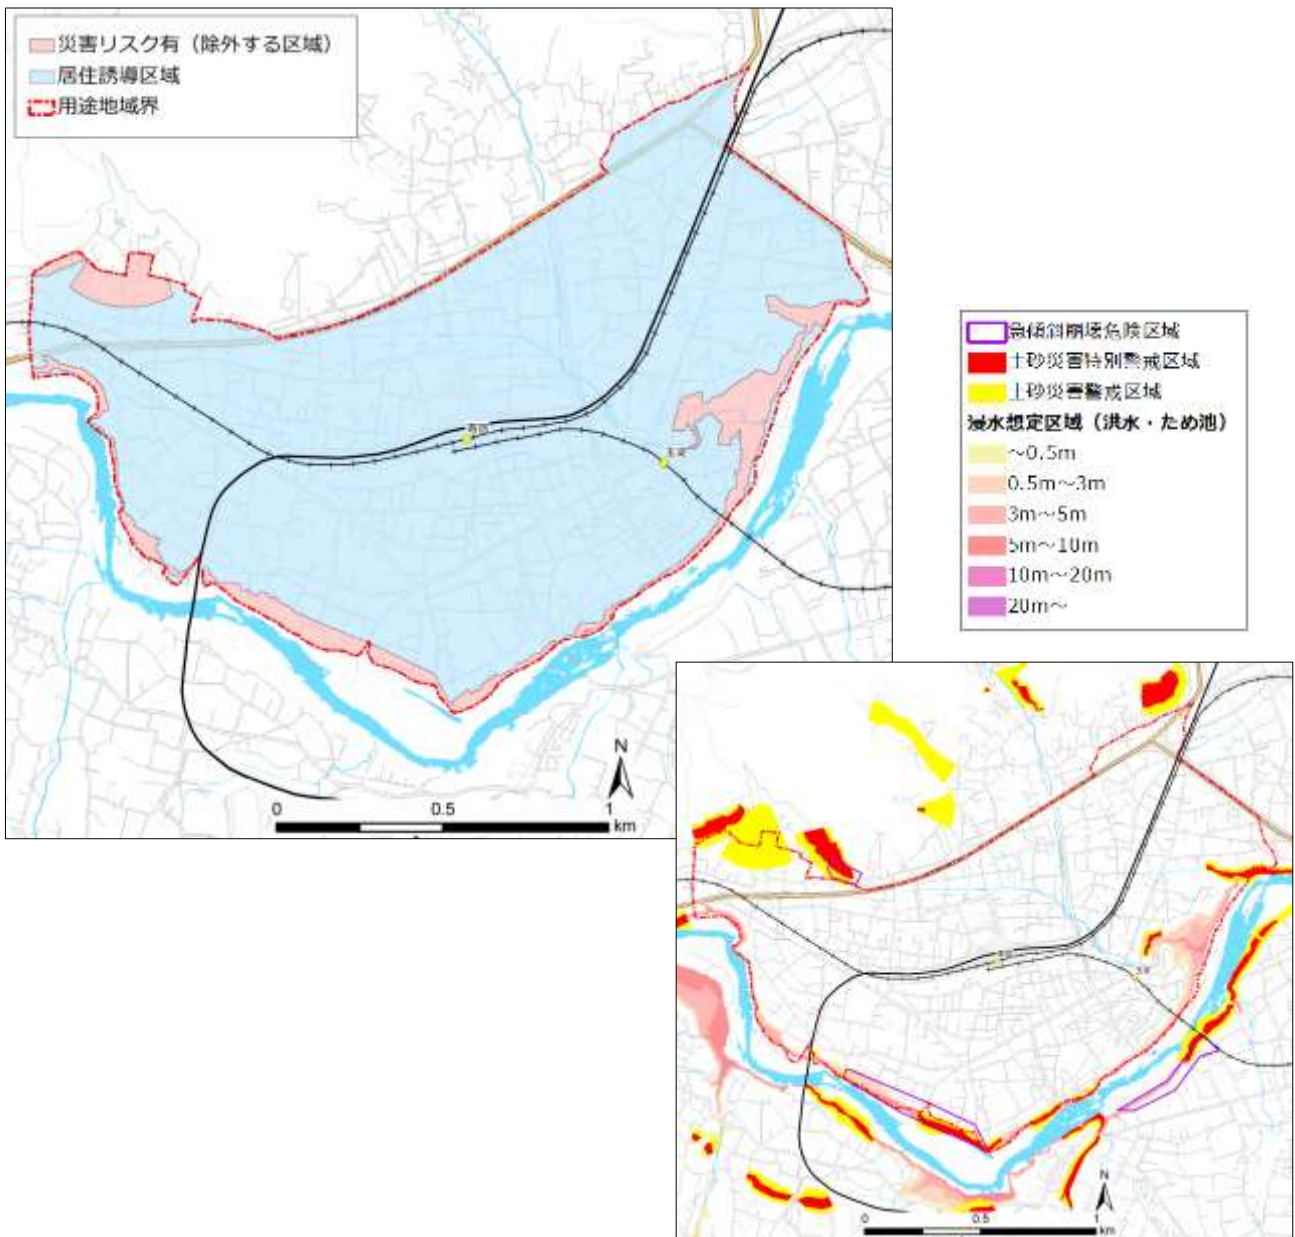 災害リスク有（除外する区域）
居住誘導区域
用途地域界
N
0
0.5
1
km
急傾斜崩壊危険区域
土砂災害特別警戒区域
土砂災害警戒区域
浸水想定区域（洪水・ため池）
～0.5m
0.5m～3m
3m～5m
5m～10m
10m～20m
20m～
N
0
0.5
1
km